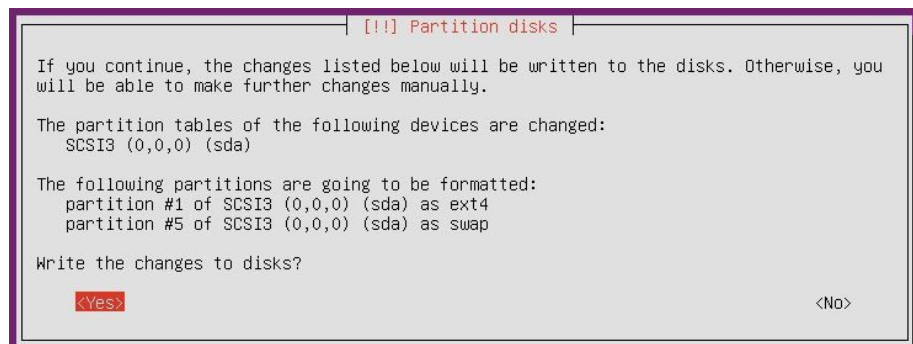 [!!] Partition disks
If you continue, the changes listed below will be written to the disks. Otherwise, you
will be able to make further changes manually.
The partition tables of the following devices are changed:
SCSI3 (0,0,0) (sda)
The following partitions are going to be formatted:
partition #1 of SCSI3 (0,0,0) (sda) as ext4
partition #5 of SCSI3 (0,0,0) (sda) as swap
Write the changes to disks?
<Yes> <No>